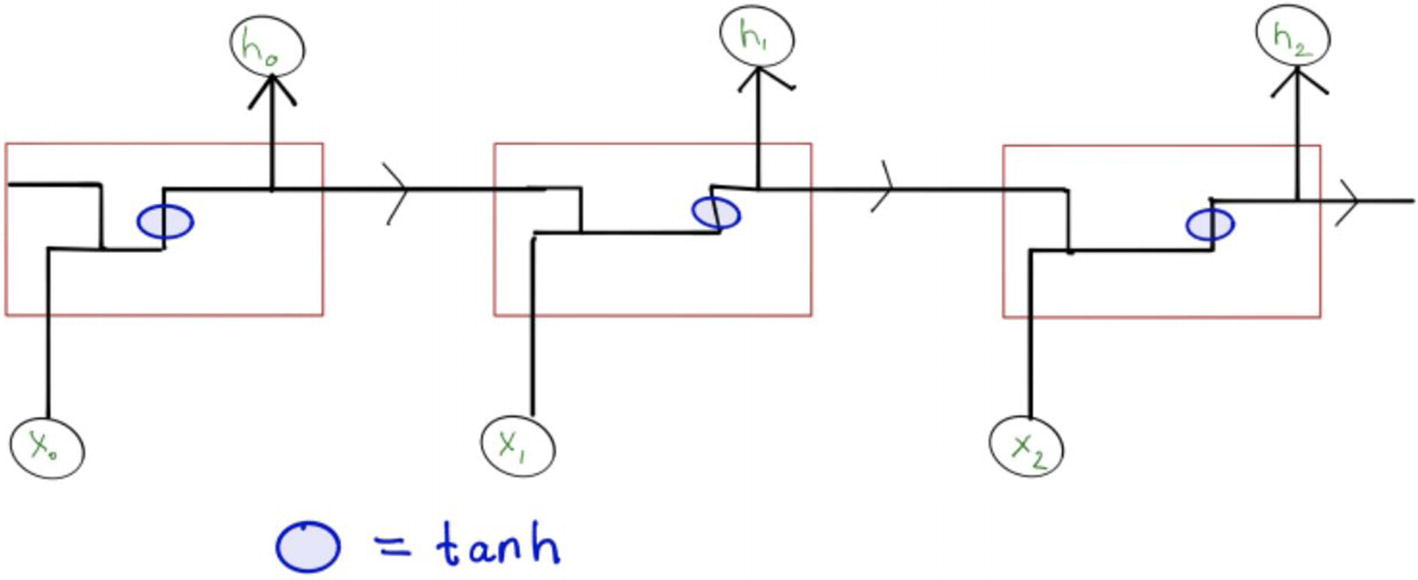 h₀ h₁ h₂
x₀ x₁ x₂
= tanh